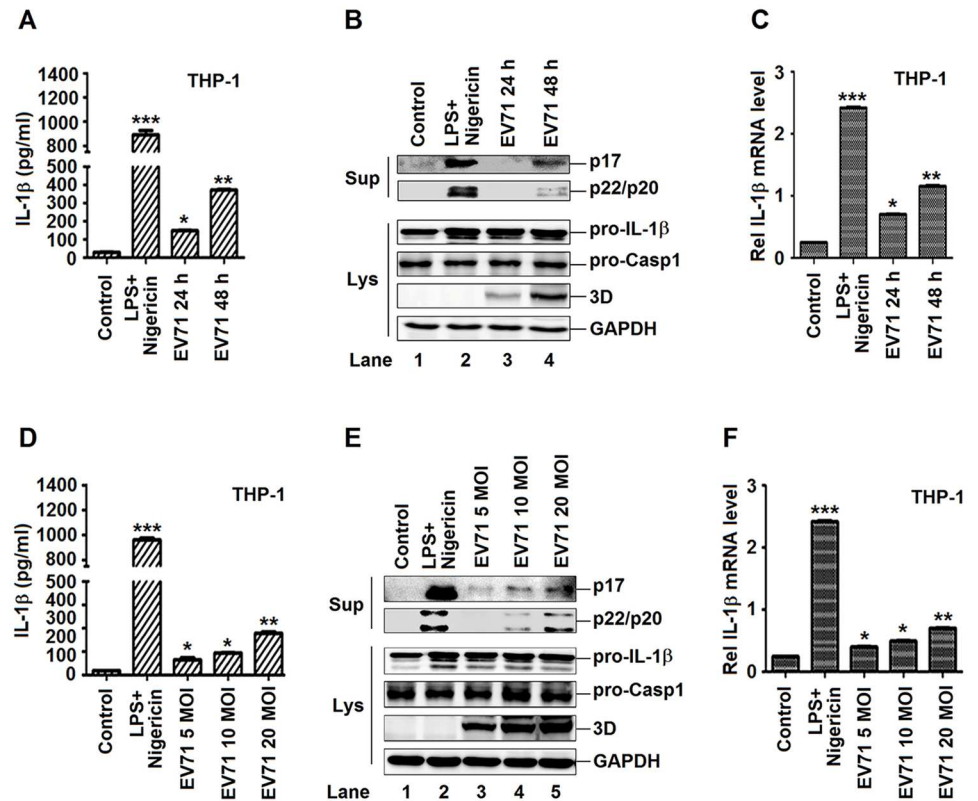 A
IL-1β (pg/ml)
1400
1200
1000
800
500
400
300
200
100
0
THP-1
***
*
**
Control
LPS+
Nigericin
EV71 24 h
EV71 48 h
B
Control
LPS+
Nigericin
EV71 24 h
EV71 48 h
Sup
p17
p22/p20
Lys
pro-IL-1β
pro-Casp1
3D
GAPDH
Lane 1 2 3 4
C
Rel IL-1β mRNA level
3
2
1
0
THP-1
***
*
**
Control
LPS+
Nigericin
EV71 24 h
EV71 48 h
D
IL-1β (pg/ml)
1400
1200
1000
800
500
400
300
200
100
0
THP-1
***
*
*
**
Control
LPS+
Nigericin
EV71 5 MOI
EV71 10 MOI
EV71 20 MOI
E
Control
LPS+
Nigericin
EV71 5 MOI
EV71 10 MOI
EV71 20 MOI
Sup
p17
p22/p20
Lys
pro-IL-1β
pro-Casp1
3D
GAPDH
Lane 1 2 3 4 5
F
Rel IL-1β mRNA level
3
2
1
0
THP-1
***
*
*
**
Control
LPS+
Nigericin
EV71 5 MOI
EV71 10 MOI
EV71 20 MOI